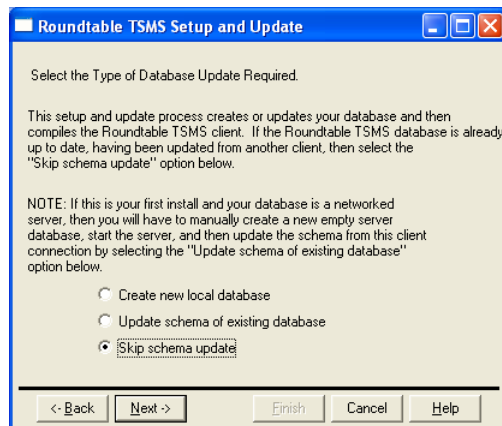 Roundtable TSMS Setup and Update
Select the Type of Database Update Required.
This setup and update process creates or updates your database and then
compiles the Roundtable TSMS client. If the Roundtable TSMS database is already
up to date, having been updated from another client, then select the
"Skip schema update" option below.
NOTE: If this is your first install and your database is a networked
server, then you will have to manually create a new empty server
database, start the server, and then update the schema from this client
connection by selecting the "Update schema of existing database"
option below.
Create new local database
Update schema of existing database
Skip schema update
<- Back Next -> Finish Cancel Help